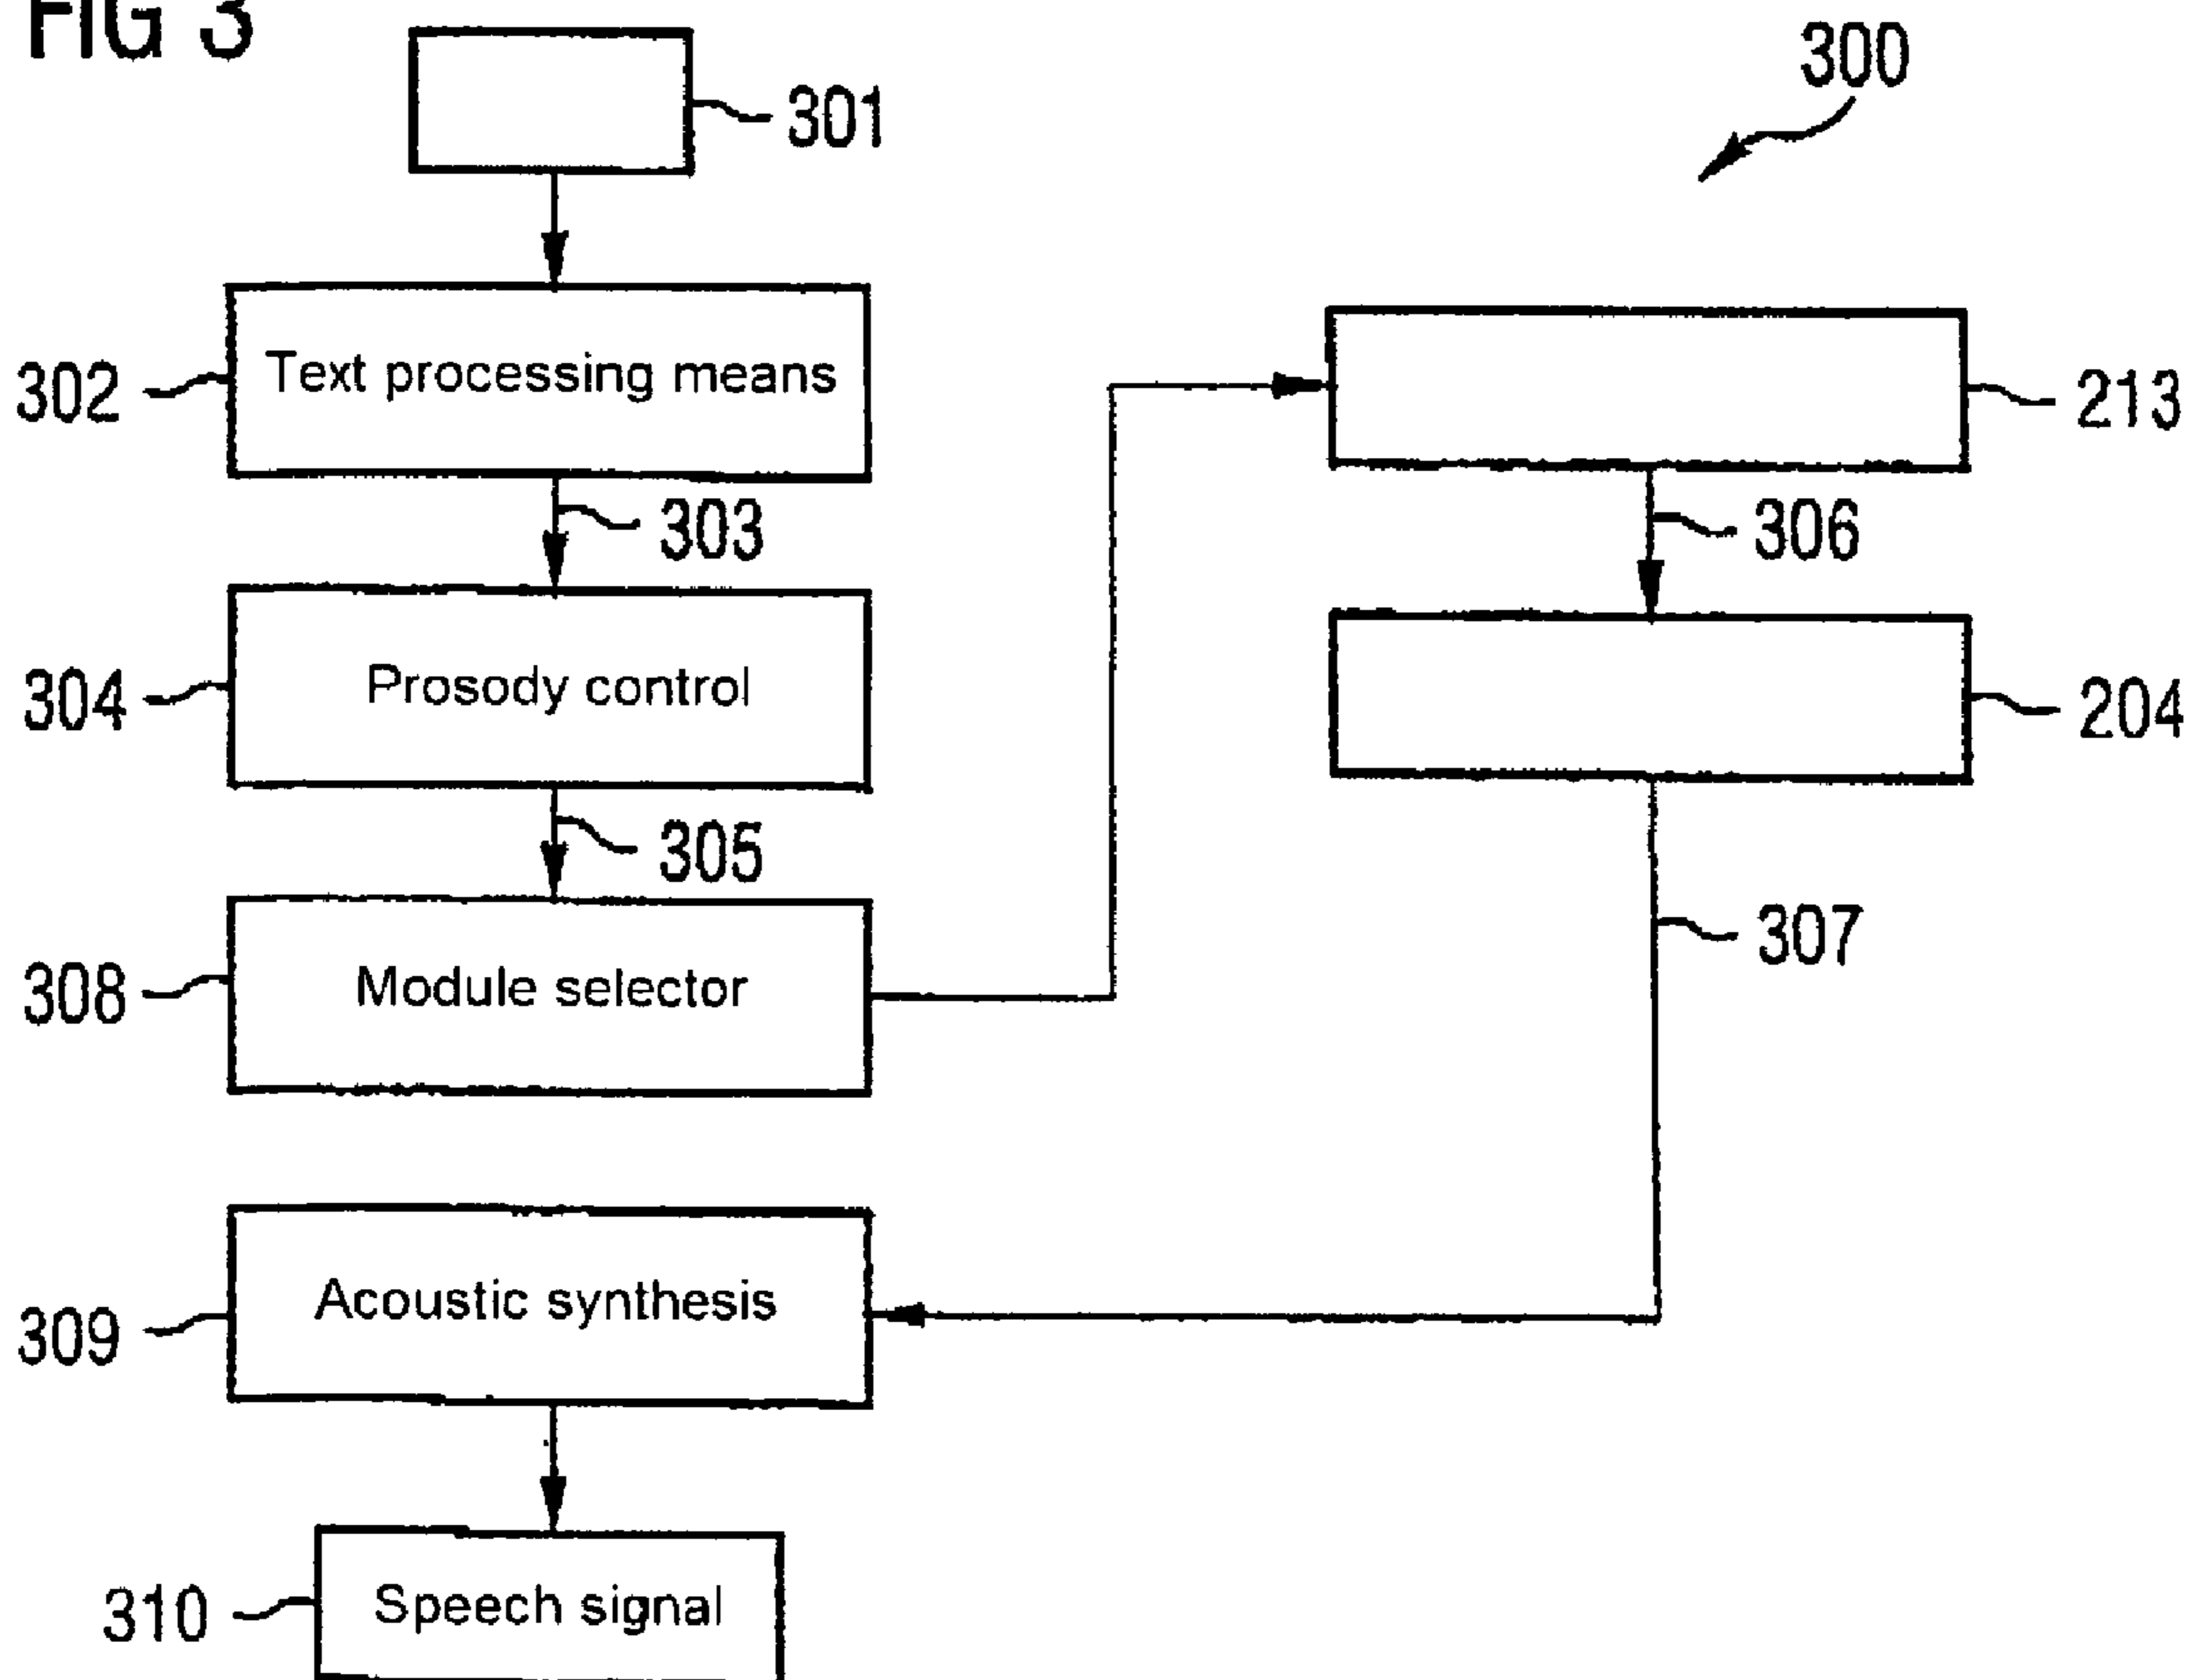 FIG 3
300
301
302
Text processing means
213
303
306
304
Prosody control
204
305
307
308
Module selector
309
Acoustic synthesis
310
Speech signal